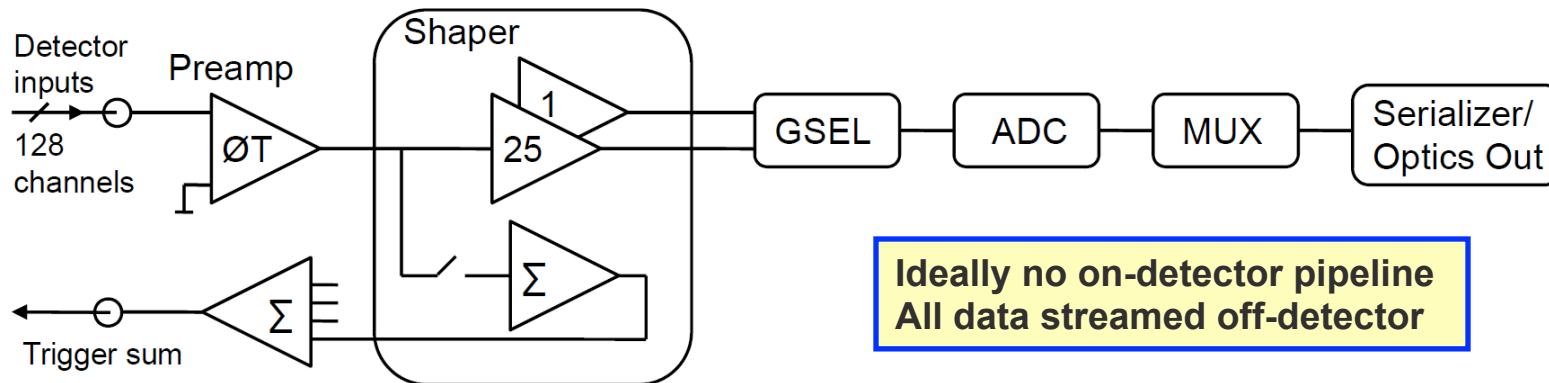 Shaper
Detector
inputs
Preamp
128
channels
ØT
1
25
GSEL
ADC
MUX
Serializer/
Optics Out
Σ
Σ
Trigger sum
Ideally no on-detector pipeline
All data streamed off-detector